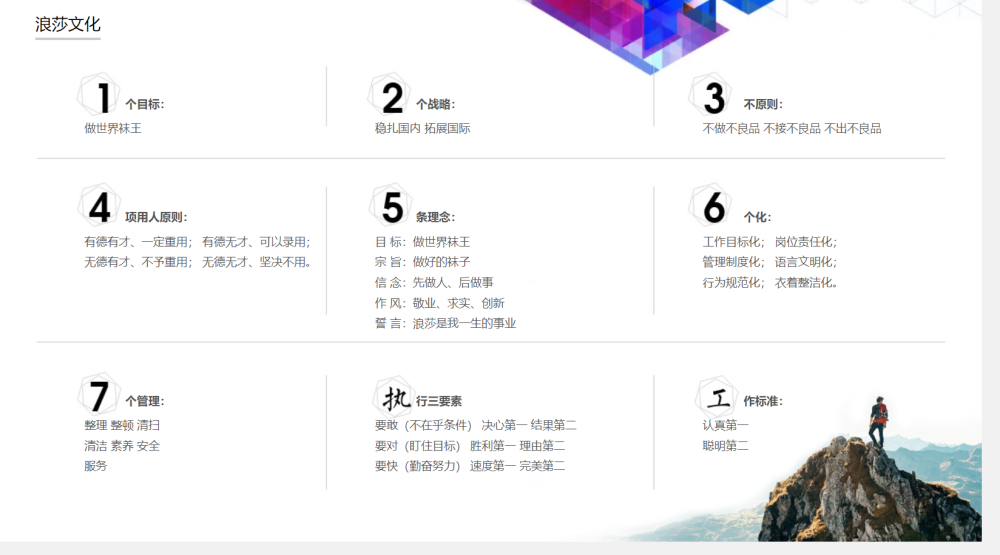 浪莎文化
1个目标:
做世界袜王
2个战略:
稳扎国内 拓展国际
3不原则:
不做不良品 不接不良品 不出不良品
4项用人原则:
有德有才、一定重用； 有德无才、可以录用；
无德有才、不予重用； 无德无才、坚决不用。
5条理念:
目 标：做世界袜王
宗 旨：做好的袜子
信 念：先做人、后做事
作 风：敬业、求实、创新
誓 言：浪莎是我一生的事业
6个化:
工作目标化； 岗位责任化；
管理制度化； 语言文明化；
行为规范化； 衣着整洁化。
7个管理:
整理 整顿 清扫
清洁 素养 安全
服务
执行三要素
要敢（不在乎条件） 决心第一 结果第二
要对（盯住目标） 胜利第一 理由第二
要快（勤奋努力） 速度第一 完美第二
工作标准:
认真第一
聪明第二